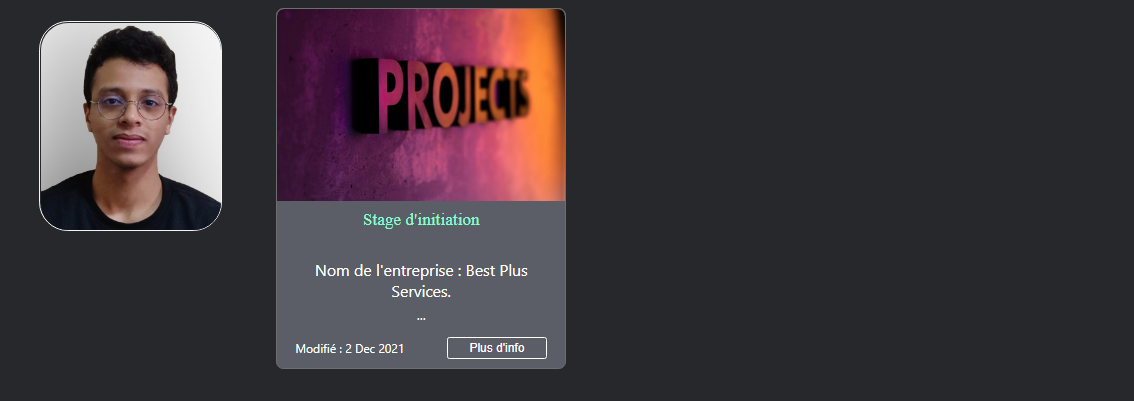 PROJECTS
Stage d'initiation
Nom de l'entreprise : Best Plus
Services.
...
Modifié : 2 Dec 2021
Plus d'info